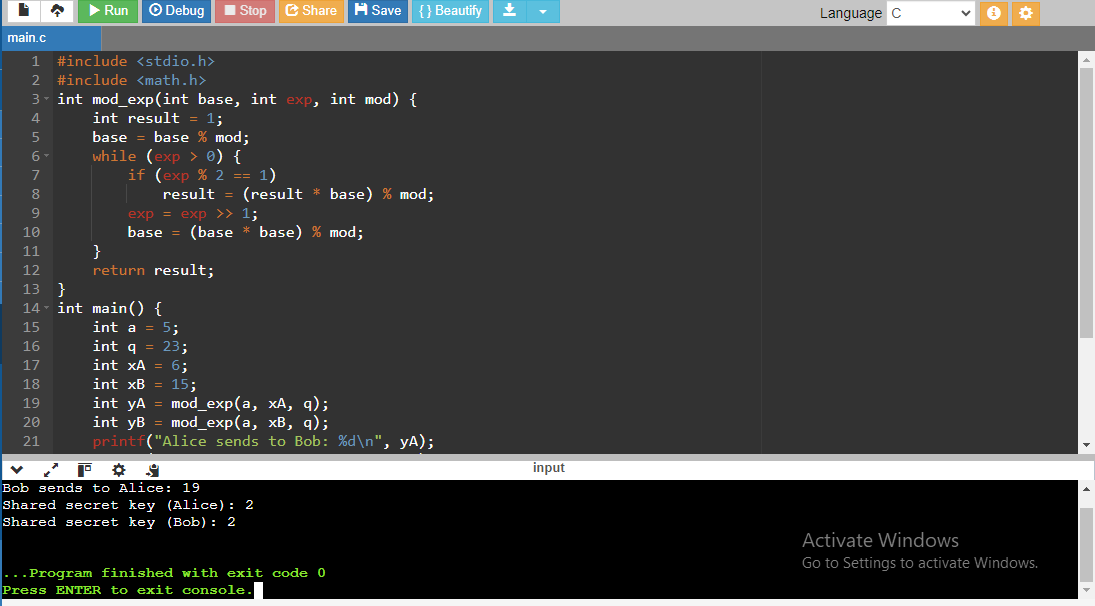 Run Debug Stop Share Save { } Beautify Language C
main.c
1 #include <stdio.h>
2 #include <math.h>
3 int mod_exp(int base, int exp, int mod) {
4     int result = 1;
5     base = base % mod;
6     while (exp > 0) {
7         if (exp % 2 == 1)
8             result = (result * base) % mod;
9         exp = exp >> 1;
10         base = (base * base) % mod;
11     }
12     return result;
13 }
14 int main() {
15     int a = 5;
16     int q = 23;
17     int xA = 6;
18     int xB = 15;
19     int yA = mod_exp(a, xA, q);
20     int yB = mod_exp(a, xB, q);
21     printf("Alice sends to Bob: %d\n", yA);
input
Bob sends to Alice: 19
Shared secret key (Alice): 2
Shared secret key (Bob): 2
...Program finished with exit code 0
Press ENTER to exit console.
Activate Windows
Go to Settings to activate Windows.